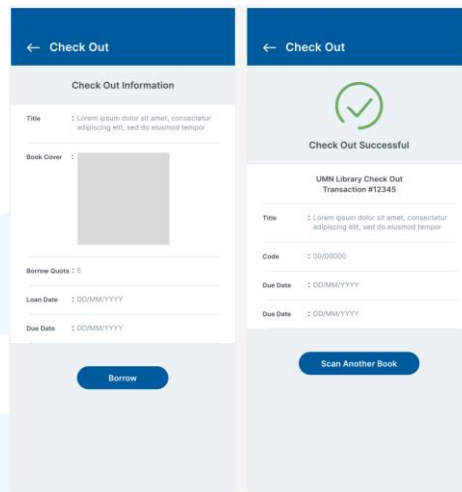 ← Check Out
Check Out Information
Title : Lorem ipsum dolor sit amet, consectetur
adipiscing elit, sed do eiusmod tempor
Book Cover :
Borrow Quota : 5
Loan Date : DD/MM/YYYY
Due Date : DD/MM/YYYY
Borrow
← Check Out
Check Out Successful
UMN Library Check Out
Transaction #12345
Title : Lorem ipsum dolor sit amet, consectetur
adipiscing elit, sed do eiusmod tempor
Code : 00/00000
Due Date : DD/MM/YYYY
Due Date : DD/MM/YYYY
Scan Another Book